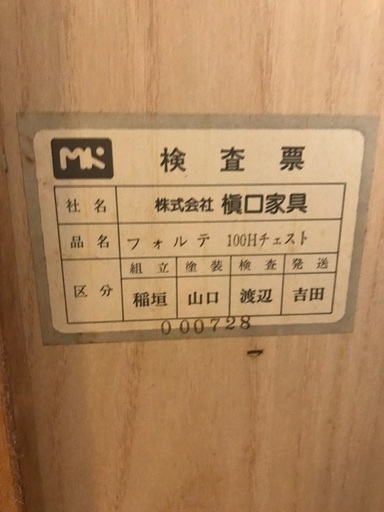 MK 検査票
社名 株式会社 槇口家具
品名 フォルテ 100Hチェスト
区分 組立 塗装 検査 発送
稲垣 山口 渡辺 吉田
000728